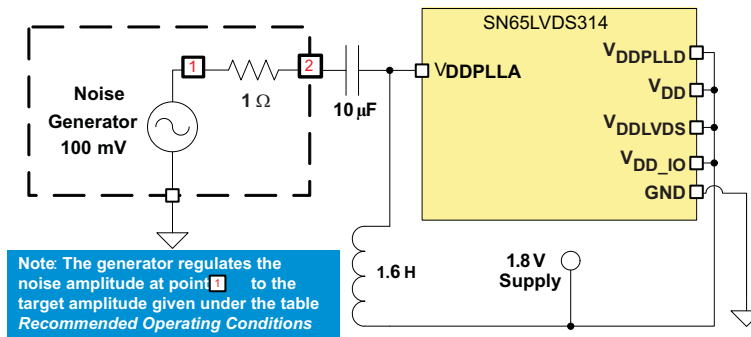 SN65LVDS314
VDDPLLD
VDD
VDDLVDS
VDD_IO
GND
VDDPLLA
1
2
Noise
Generator
100 mV
1 Ω
10 μF
1.6 H
1.8 V
Supply
Note: The generator regulates the
noise amplitude at point 1 to the
target amplitude given under the table
Recommended Operating Conditions